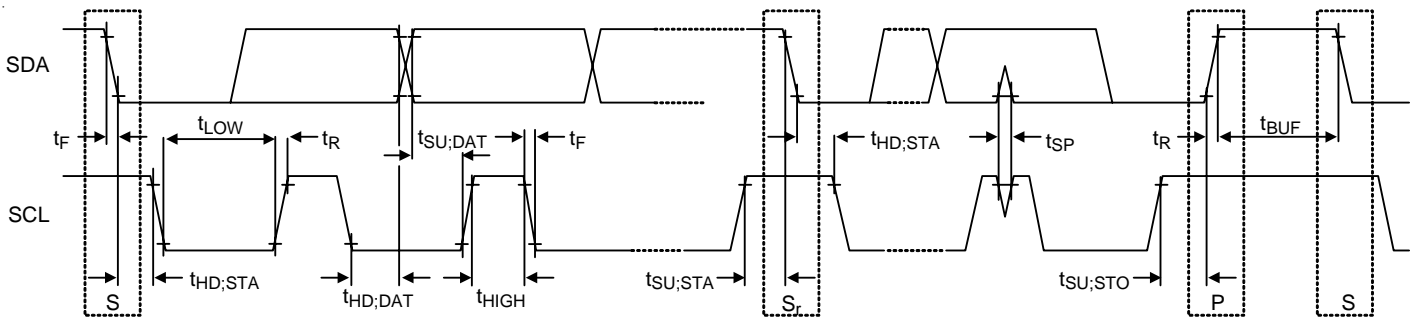 SDA
tF
tLOW
tR
tSU;DAT
tF
tHD;STA
tSP
tR
tBUF
SCL
tHD;STA
tHD;DAT
tHIGH
tSU;STA
tSU;STO
S
Sr
P
S